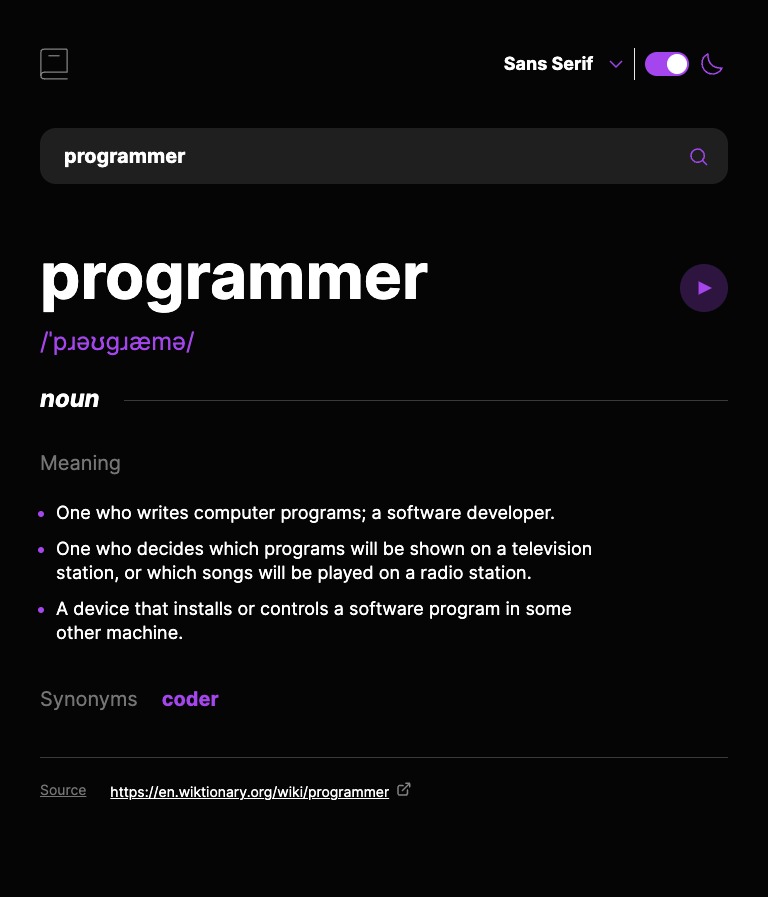 Sans Serif
programmer
programmer
/ˈpɹəʊɡɹæmə/
noun
Meaning
One who writes computer programs; a software developer.
One who decides which programs will be shown on a television
station, or which songs will be played on a radio station.
A device that installs or controls a software program in some
other machine.
Synonyms coder
Source https://en.wiktionary.org/wiki/programmer